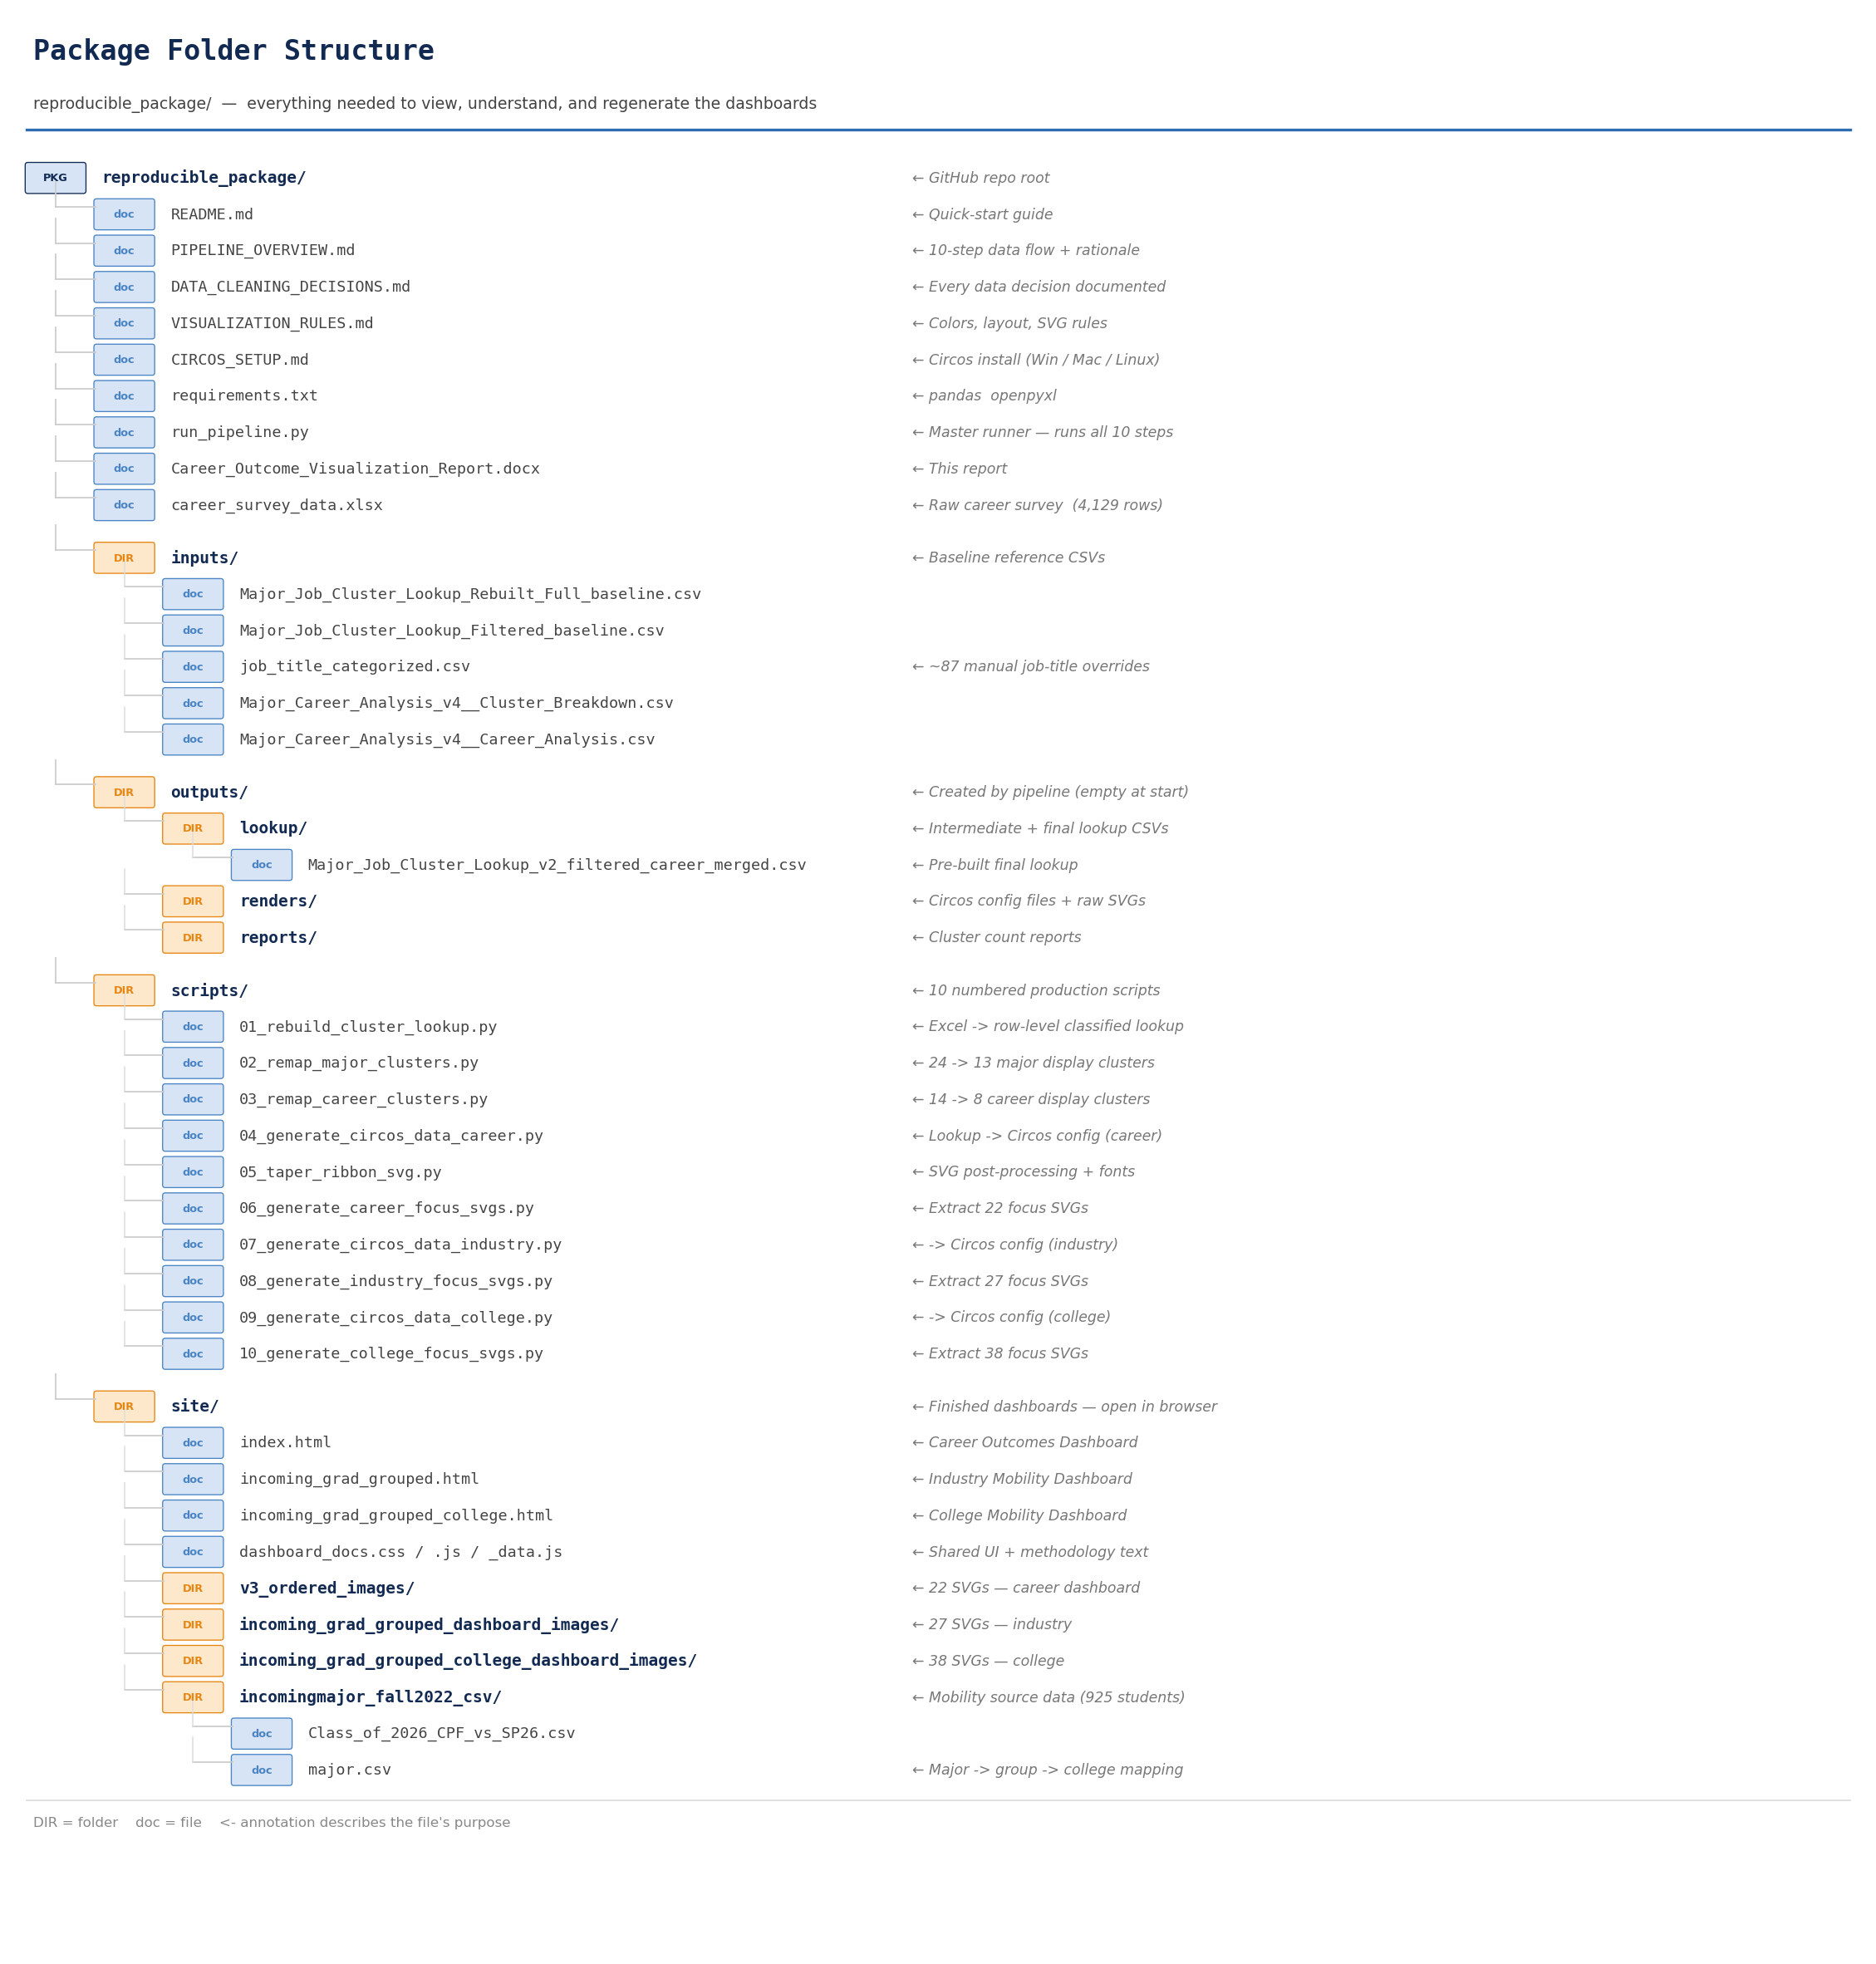 Package Folder Structure
reproducible_package/ — everything needed to view, understand, and regenerate the dashboards
PKG reproducible_package/ ← GitHub repo root
doc README.md ← Quick-start guide
doc PIPELINE_OVERVIEW.md ← 10-step data flow + rationale
doc DATA_CLEANING_DECISIONS.md ← Every data decision documented
doc VISUALIZATION_RULES.md ← Colors, layout, SVG rules
doc CIRCOS_SETUP.md ← Circos install (Win / Mac / Linux)
doc requirements.txt ← pandas  openpyxl
doc run_pipeline.py ← Master runner — runs all 10 steps
doc Career_Outcome_Visualization_Report.docx ← This report
doc career_survey_data.xlsx ← Raw career survey  (4,129 rows)
DIR inputs/ ← Baseline reference CSVs
doc Major_Job_Cluster_Lookup_Rebuilt_Full_baseline.csv
doc Major_Job_Cluster_Lookup_Filtered_baseline.csv
doc job_title_categorized.csv ← ~87 manual job-title overrides
doc Major_Career_Analysis_v4__Cluster_Breakdown.csv
doc Major_Career_Analysis_v4__Career_Analysis.csv
DIR outputs/ ← Created by pipeline (empty at start)
DIR lookup/ ← Intermediate + final lookup CSVs
doc Major_Job_Cluster_Lookup_v2_filtered_career_merged.csv ← Pre-built final lookup
DIR renders/ ← Circos config files + raw SVGs
DIR reports/ ← Cluster count reports
DIR scripts/ ← 10 numbered production scripts
doc 01_rebuild_cluster_lookup.py ← Excel -> row-level classified lookup
doc 02_remap_major_clusters.py ← 24 -> 13 major display clusters
doc 03_remap_career_clusters.py ← 14 -> 8 career display clusters
doc 04_generate_circos_data_career.py ← Lookup -> Circos config (career)
doc 05_taper_ribbon_svg.py ← SVG post-processing + fonts
doc 06_generate_career_focus_svgs.py ← Extract 22 focus SVGs
doc 07_generate_circos_data_industry.py ← -> Circos config (industry)
doc 08_generate_industry_focus_svgs.py ← Extract 27 focus SVGs
doc 09_generate_circos_data_college.py ← -> Circos config (college)
doc 10_generate_college_focus_svgs.py ← Extract 38 focus SVGs
DIR site/ ← Finished dashboards — open in browser
doc index.html ← Career Outcomes Dashboard
doc incoming_grad_grouped.html ← Industry Mobility Dashboard
doc incoming_grad_grouped_college.html ← College Mobility Dashboard
doc dashboard_docs.css / .js / _data.js ← Shared UI + methodology text
DIR v3_ordered_images/ ← 22 SVGs — career dashboard
DIR incoming_grad_grouped_dashboard_images/ ← 27 SVGs — industry
DIR incoming_grad_grouped_college_dashboard_images/ ← 38 SVGs — college
DIR incomingmajor_fall2022_csv/ ← Mobility source data (925 students)
doc Class_of_2026_CPF_vs_SP26.csv
doc major.csv ← Major -> group -> college mapping
DIR = folder    doc = file    <- annotation describes the file's purpose